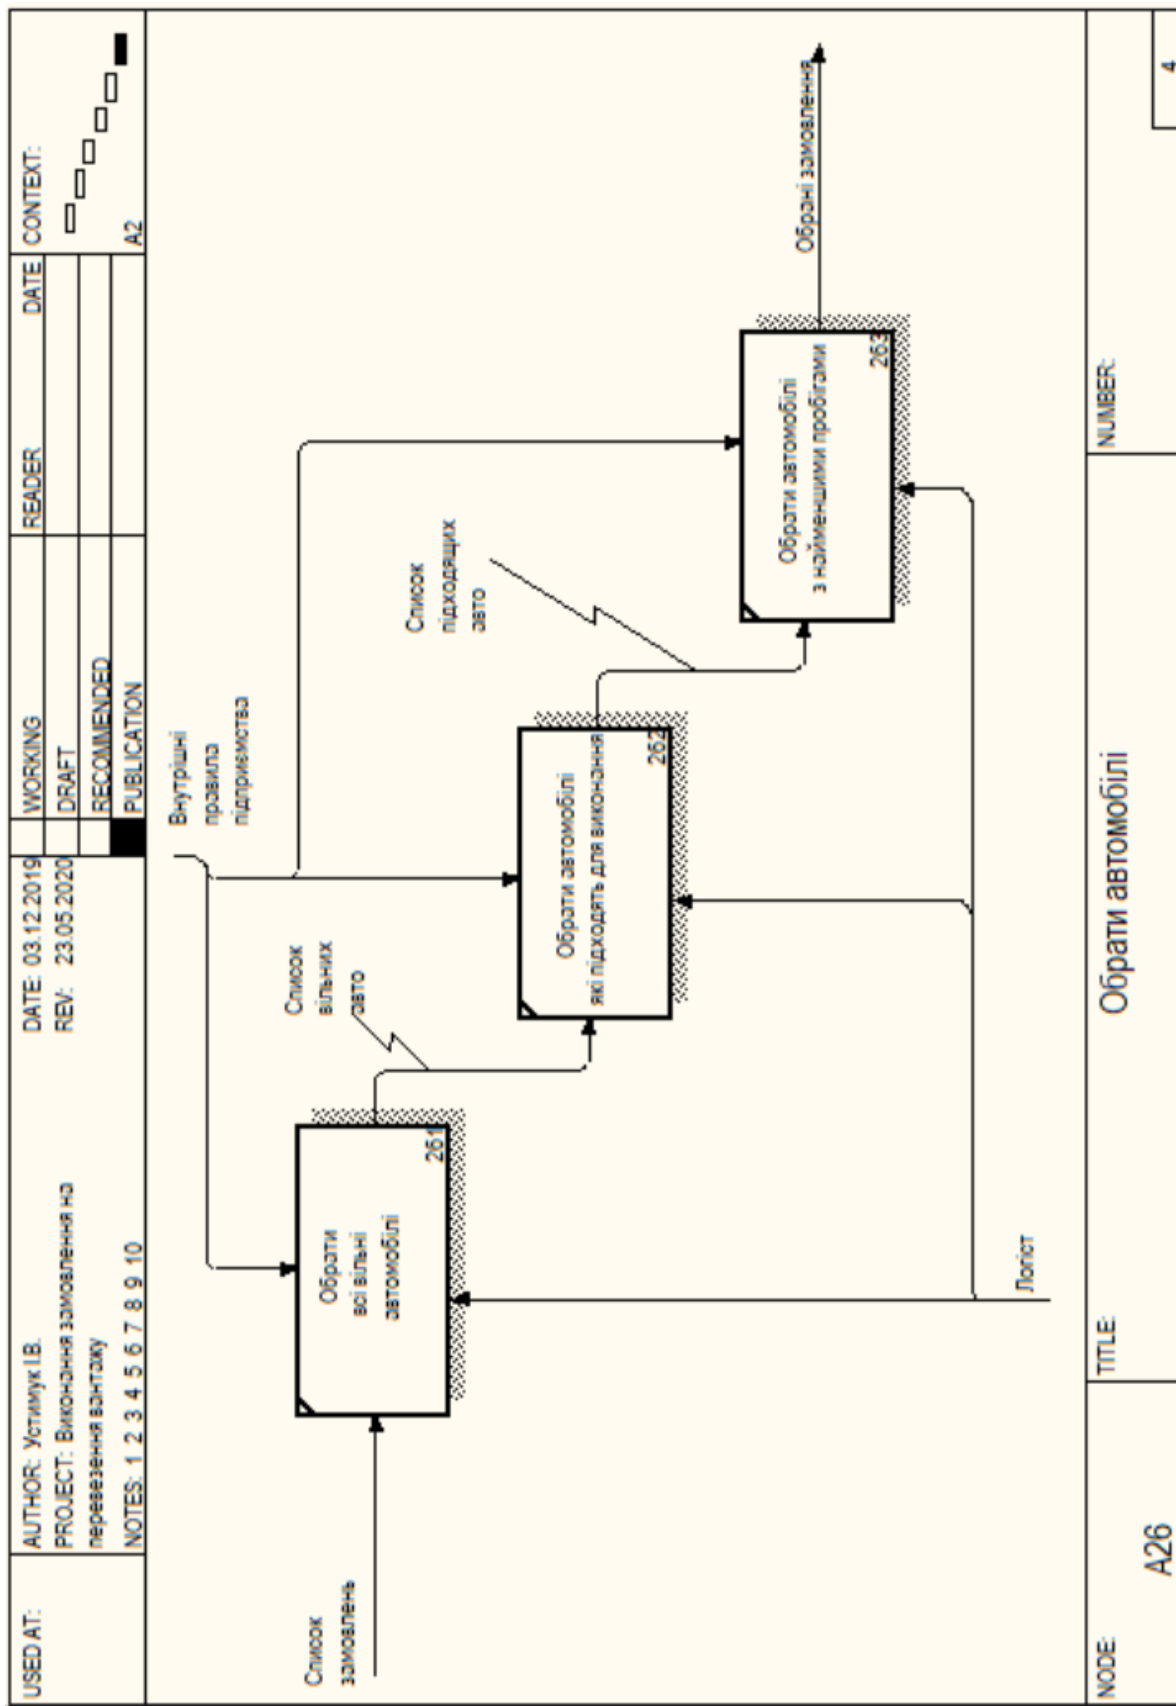 USED AT:
AUTHOR: Устимук І.В.
PROJECT: Виконання замовлення на
перевезення вантажу
NOTES: 1 2 3 4 5 6 7 8 9 10
DATE: 03.12.2019
REV: 23.05.2020
WORKING
DRAFT
RECOMMENDED
PUBLICATION
READER
DATE
CONTEXT:
A2
Внутрішні
правила
підприємства
Список
замовлень
Обрати
всі вільні
автомобілі
261
Список
вільних
авто
Обрати автомобілі
які підходять для виконання
262
Список
підходящих
авто
Обрати автомобілі
з найменшими пробігами
263
Обрані замовлення
Логіст
NODE:
A26
TITLE:
Обрати автомобілі
NUMBER:
4